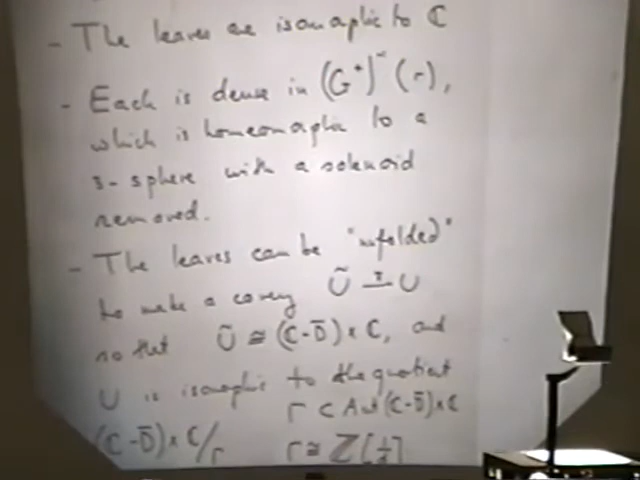 - The leaves are isomorphic to ℂ
- Each is dense in (G⁺)⁻¹(r),
which is homeomorphic to a
3-sphere with a solenoid
removed.
- The leaves can be "unfolded"
to make a covering Ũ → U
so that Ũ ≅ (ℂ-D̄) × ℂ, and
U is isomorphic to the quotient
(ℂ-D̄) × ℂ/Γ Γ ⊂ Aut (ℂ-D̄) × ℂ
Γ ≅ ℤ[½]